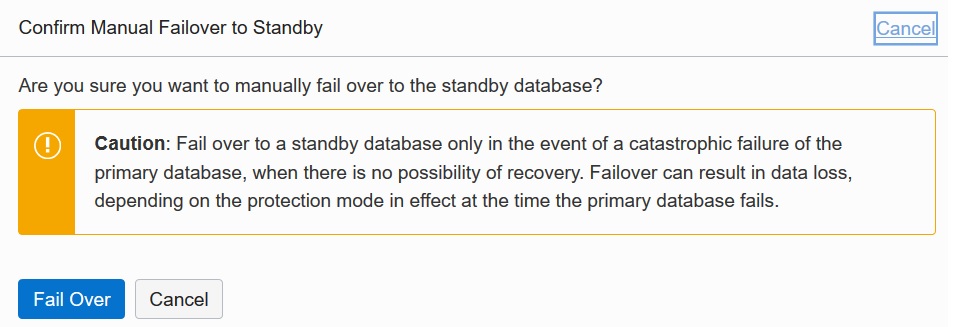 Confirm Manual Failover to Standby
Cancel
Are you sure you want to manually fail over to the standby database?
Caution: Fail over to a standby database only in the event of a catastrophic failure of the
primary database, when there is no possibility of recovery. Failover can result in data loss,
depending on the protection mode in effect at the time the primary database fails.
Fail Over Cancel